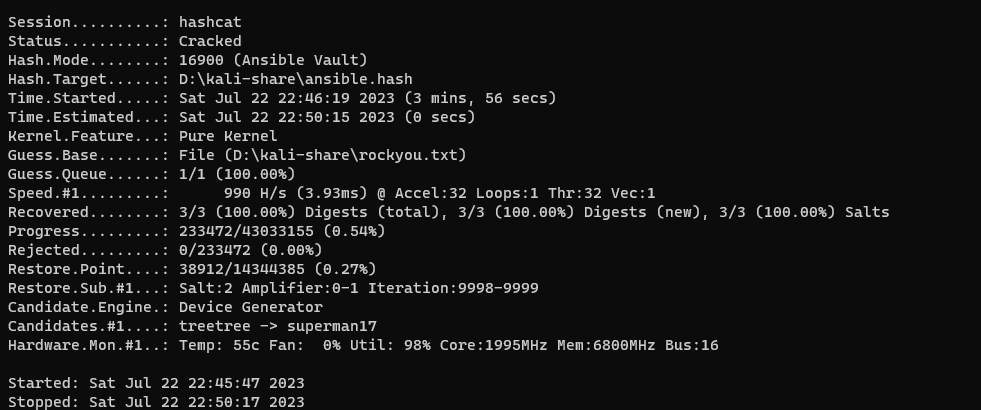 Session..........: hashcat
Status...........: Cracked
Hash.Mode........: 16900 (Ansible Vault)
Hash.Target......: D:\kali-share\ansible.hash
Time.Started.....: Sat Jul 22 22:46:19 2023 (3 mins, 56 secs)
Time.Estimated...: Sat Jul 22 22:50:15 2023 (0 secs)
Kernel.Feature...: Pure Kernel
Guess.Base.......: File (D:\kali-share\rockyou.txt)
Guess.Queue......: 1/1 (100.00%)
Speed.#1.........:      990 H/s (3.93ms) @ Accel:32 Loops:1 Thr:32 Vec:1
Recovered........: 3/3 (100.00%) Digests (total), 3/3 (100.00%) Digests (new), 3/3 (100.00%) Salts
Progress.........: 233472/43033155 (0.54%)
Rejected.........: 0/233472 (0.00%)
Restore.Point....: 38912/14344385 (0.27%)
Restore.Sub.#1...: Salt:2 Amplifier:0-1 Iteration:9998-9999
Candidate.Engine.: Device Generator
Candidates.#1....: treetree -> superman17
Hardware.Mon.#1..: Temp: 55c Fan:  0% Util: 98% Core:1995MHz Mem:6800MHz Bus:16

Started: Sat Jul 22 22:45:47 2023
Stopped: Sat Jul 22 22:50:17 2023